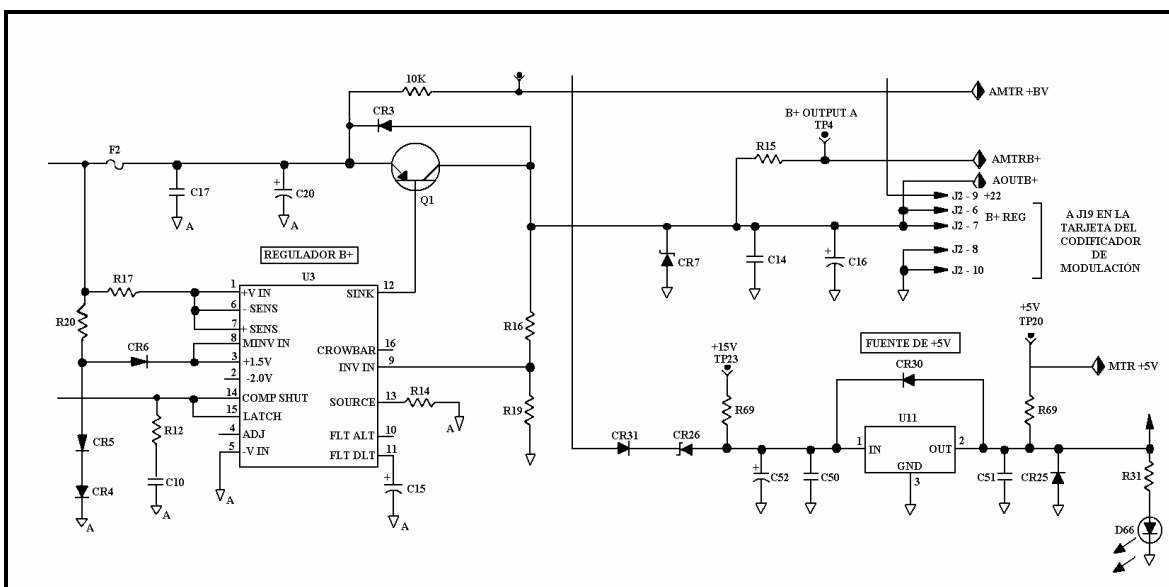 10K
AMTR +BV
CR3
B+ OUTPUT A
TP4
F2
R15
AMTRB+
C17
C20
Q1
AOUTB+
J2 - 9 +22
J2 - 6
B+ REG
J2 - 7
J2 - 8
J2 - 10
A J19 EN LA
TARJETA DEL
CODIFICADOR
DE
MODULACIÓN
A
A
REGULADOR B+
U3
CR7
C14
C16
R17
1
+V IN
SINK
12
6
- SENS
7
+ SENS
R20
8
MINV IN
CR6
3
+1.5V
2
-2.0V
CROWBAR
16
INV IN
9
R16
14
COMP SHUT
15
LATCH
SOURCE
13
R14
A
R19
R12
4
ADJ
FLT ALT
10
5
-V IN
FLT DLT
11
CR5
CR4
C10
C15
A
A
A
A
+15V
TP23
FUENTE DE +5V
+5V
TP20
CR30
MTR +5V
R69
R69
U11
CR31
CR26
1
IN
OUT
2
GND
3
C52
C50
C51
CR25
R31
D66